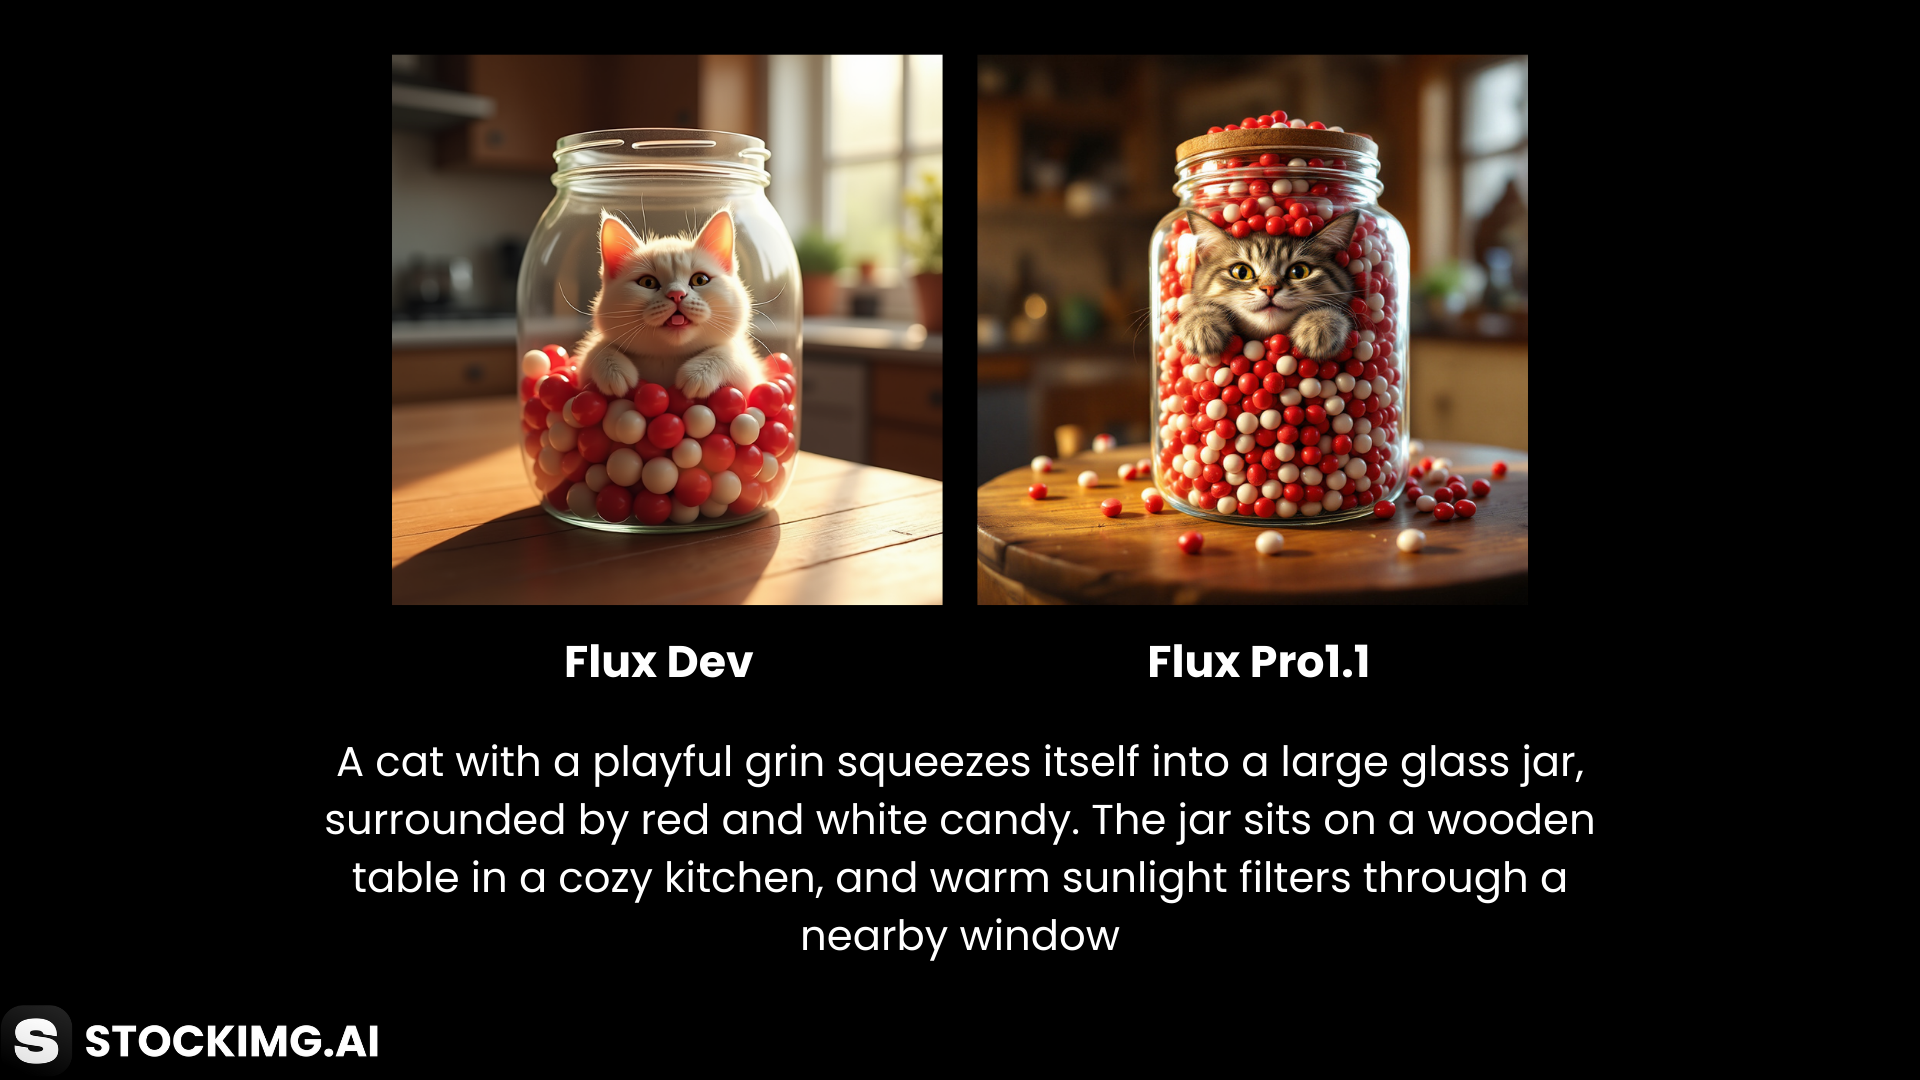 Flux Dev
Flux Pro1.1
A cat with a playful grin squeezes itself into a large glass jar,
surrounded by red and white candy. The jar sits on a wooden
table in a cozy kitchen, and warm sunlight filters through a
nearby window
S STOCKIMG.AI